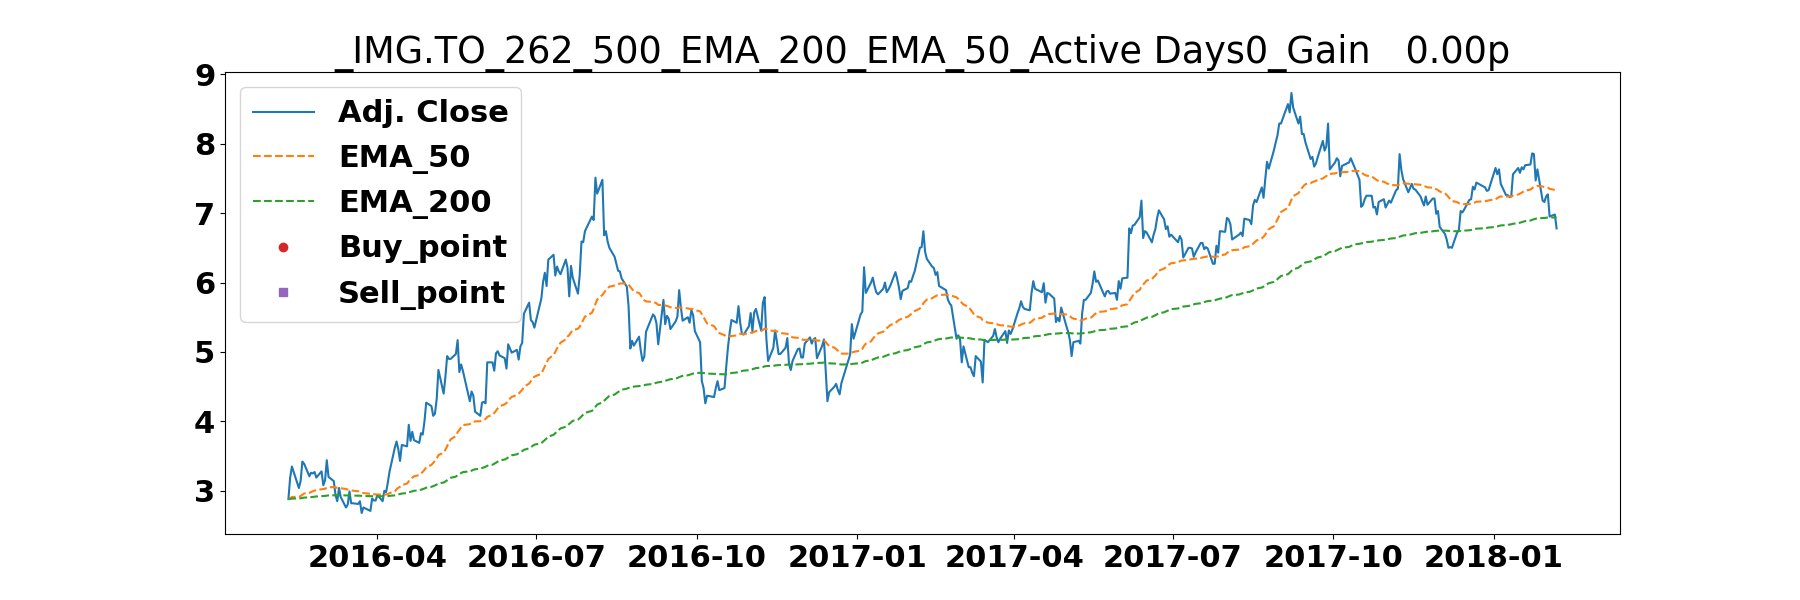 _IMG.TO_262_500_EMA_200_EMA_50_Active Days0_Gain   0.00p
9
8
7
6
5
4
3
Adj. Close
EMA_50
EMA_200
Buy_point
Sell_point
2016-04 2016-07 2016-10 2017-01 2017-04 2017-07 2017-10 2018-01